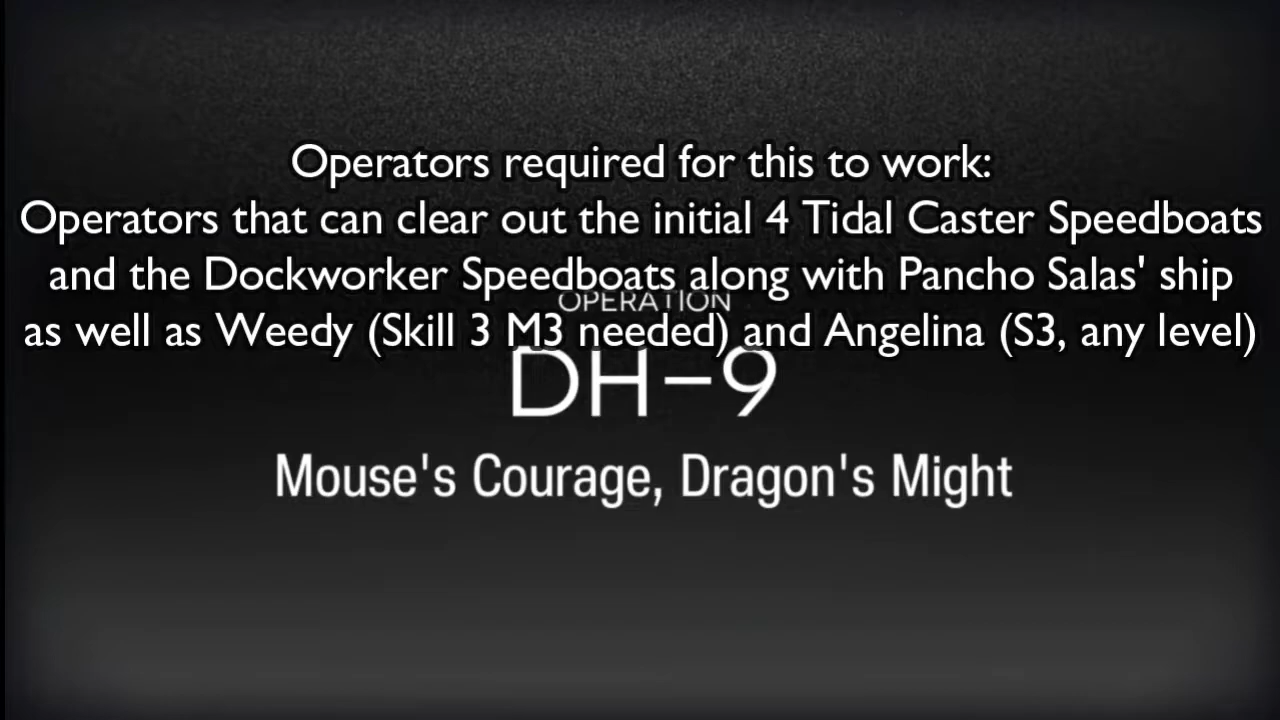 Operators required for this to work:
Operators that can clear out the initial 4 Tidal Caster Speedboats
and the Dockworker Speedboats along with Pancho Salas' ship
OPERATION
as well as Weedy (Skill 3 M3 needed) and Angelina (S3, any level)
DH-9
Mouse's Courage, Dragon's Might